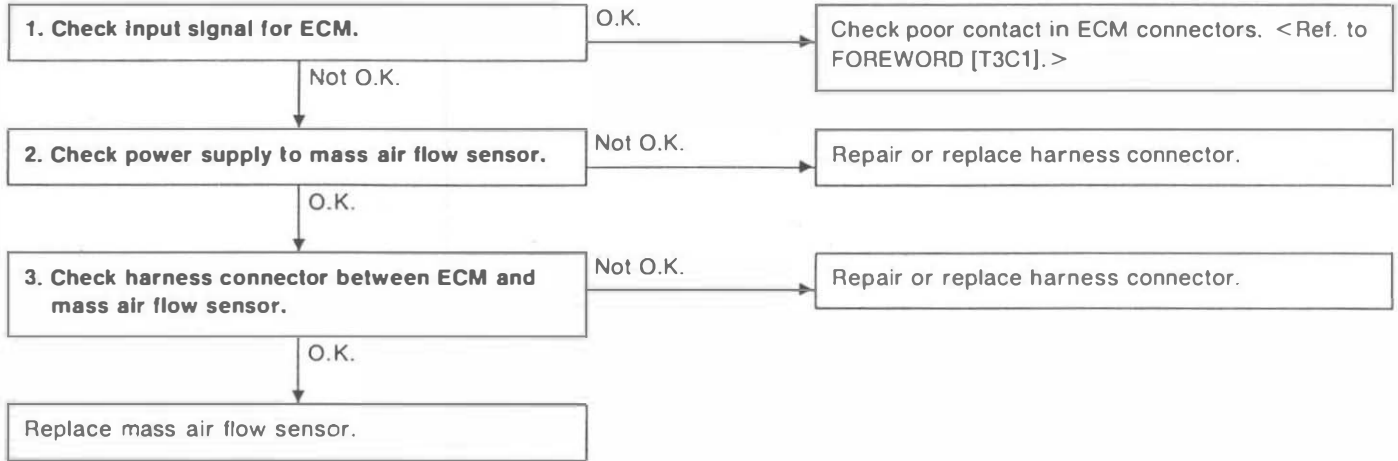 1. Check input signal for ECM.
O.K.
Check poor contact in ECM connectors. <Ref. to
FOREWORD [T3C1].>
Not O.K.
2. Check power supply to mass air flow sensor.
Not O.K.
Repair or replace harness connector.
O.K.
3. Check harness connector between ECM and
mass air flow sensor.
Not O.K.
Repair or replace harness connector.
O.K.
Replace mass air flow sensor.